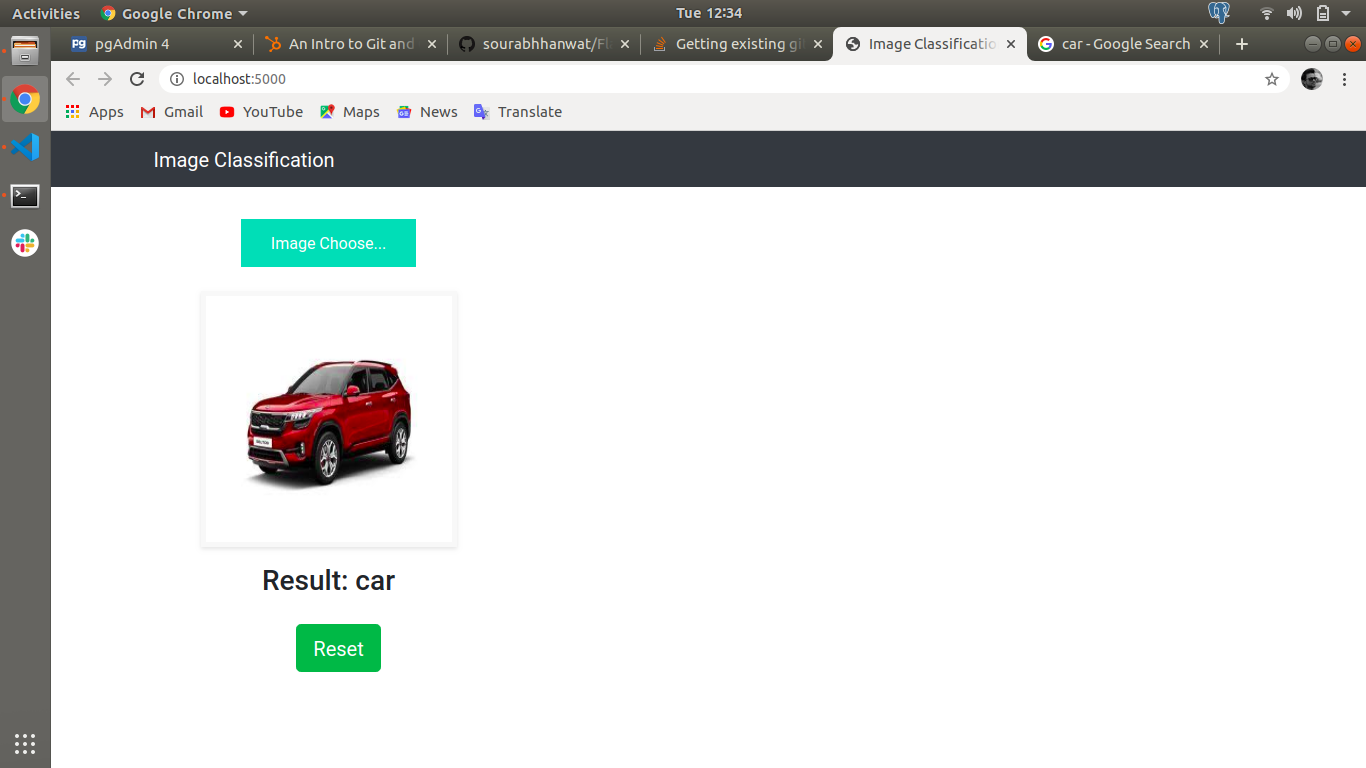 Activities Google Chrome Tue 12:34
pgAdmin 4 An Intro to Git and sourabhhanwat/Fl Getting existing gi Image Classificatio car - Google Search
localhost:5000
Apps Gmail YouTube Maps News Translate
Image Classification
Image Choose...
Result: car
Reset